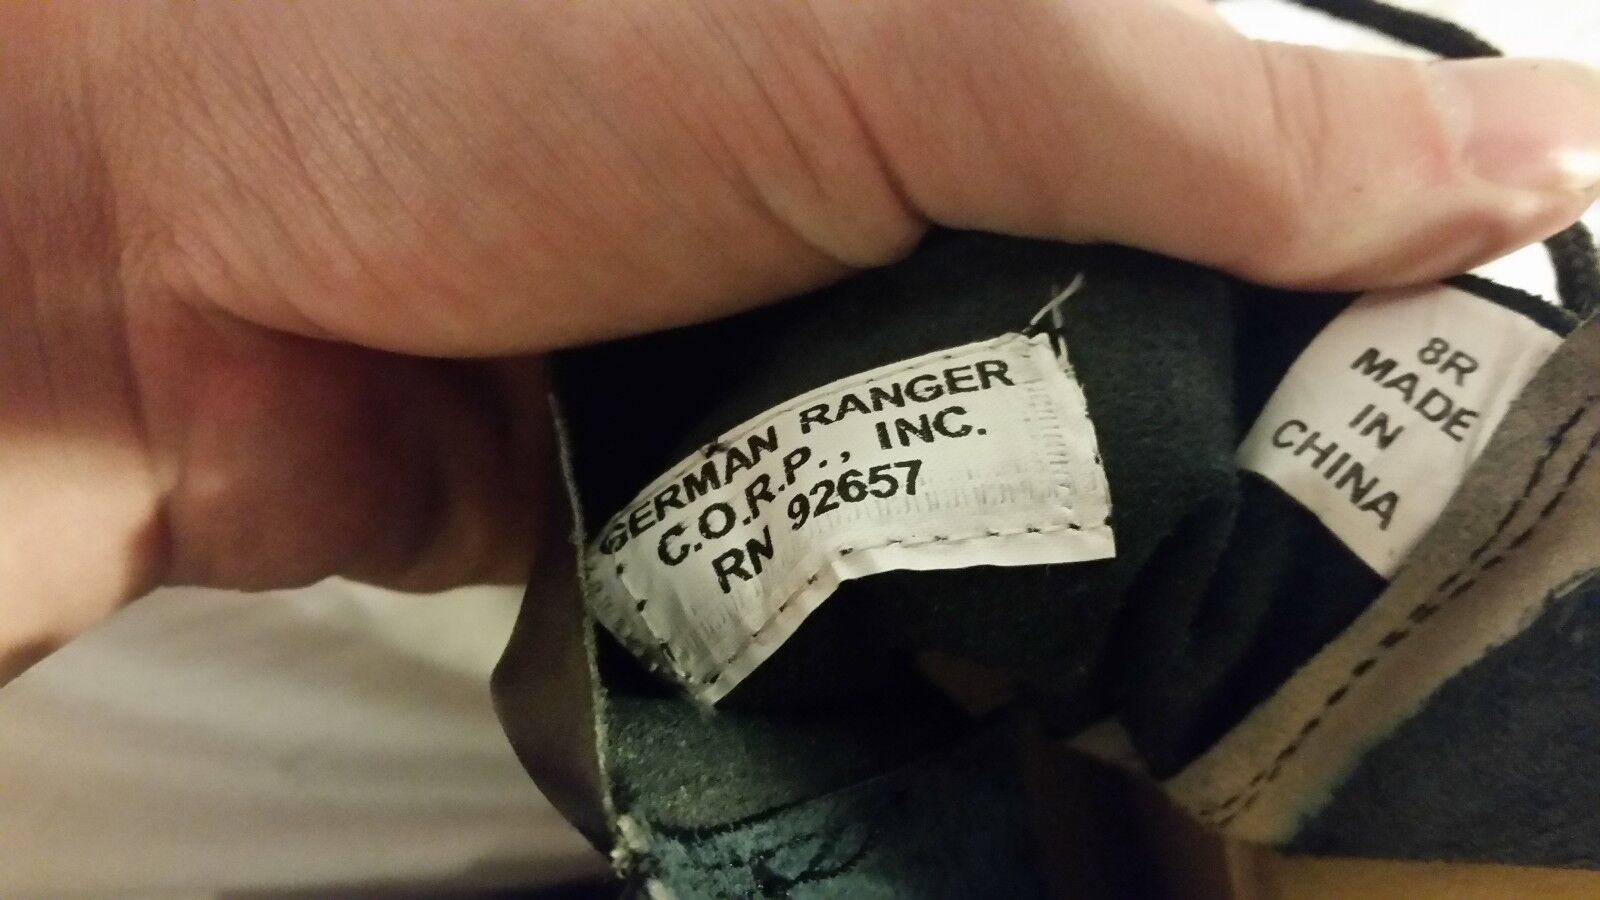 GERMAN RANGER
C.O.R.P., INC.
RN 92657
8R
MADE
IN
CHINA